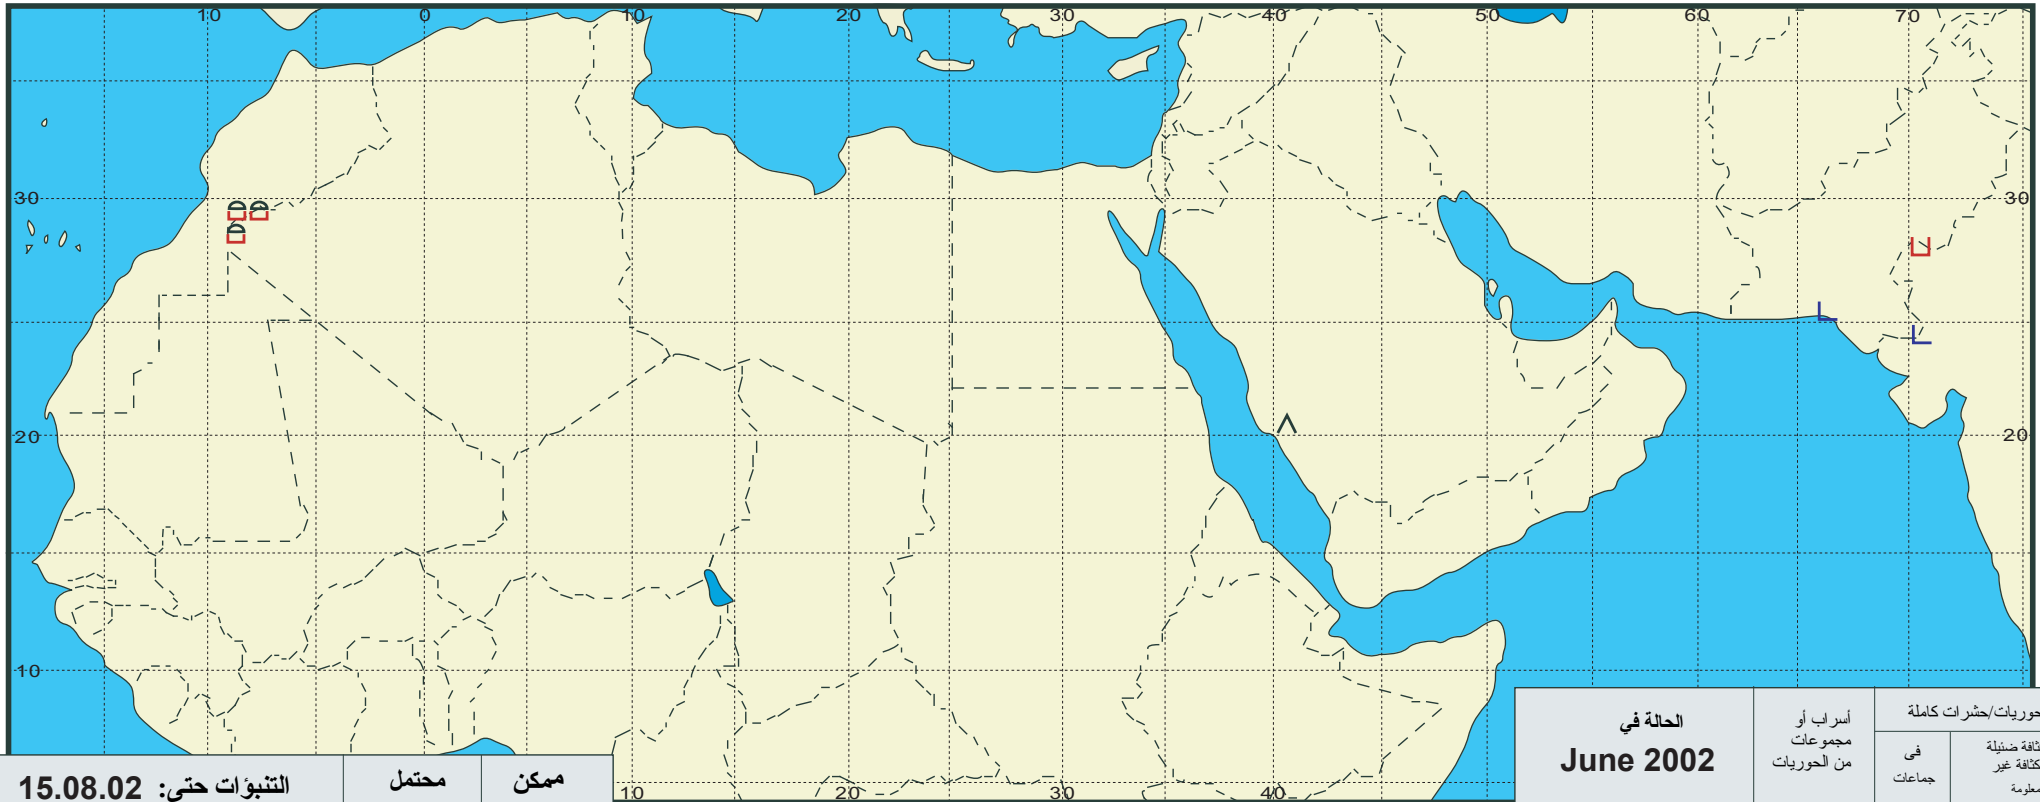 10 0 10 20 30 40 50 60 70
30 30
20 20
10
الحالة في
June 2002
أسراب أو
مجموعات
من الحوريات
حوريات/حشرات كاملة
فى
جماعات
ضئيلة
غير
التنبؤات حتى: 15.08.02
محتمل
ممكن
10 20 30 40